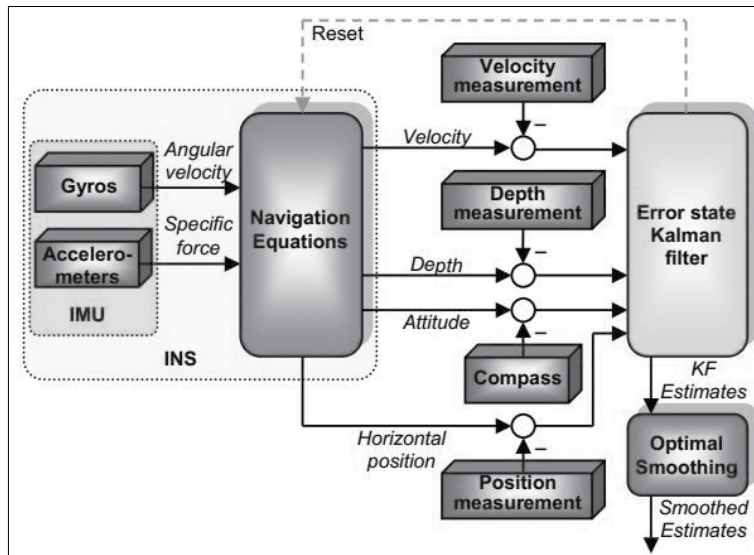 Reset
Velocity
measurement
–
Angular
velocity
Velocity
Gyros
Depth
measurement
Navigation
Equations
Error state
Kalman
filter
Specific
force
–
Accelero-
meters
Depth
IMU
Attitude
–
INS
Compass
KF
Estimates
Horizontal
position
–
Position
measurement
Optimal
Smoothing
Smoothed
Estimates